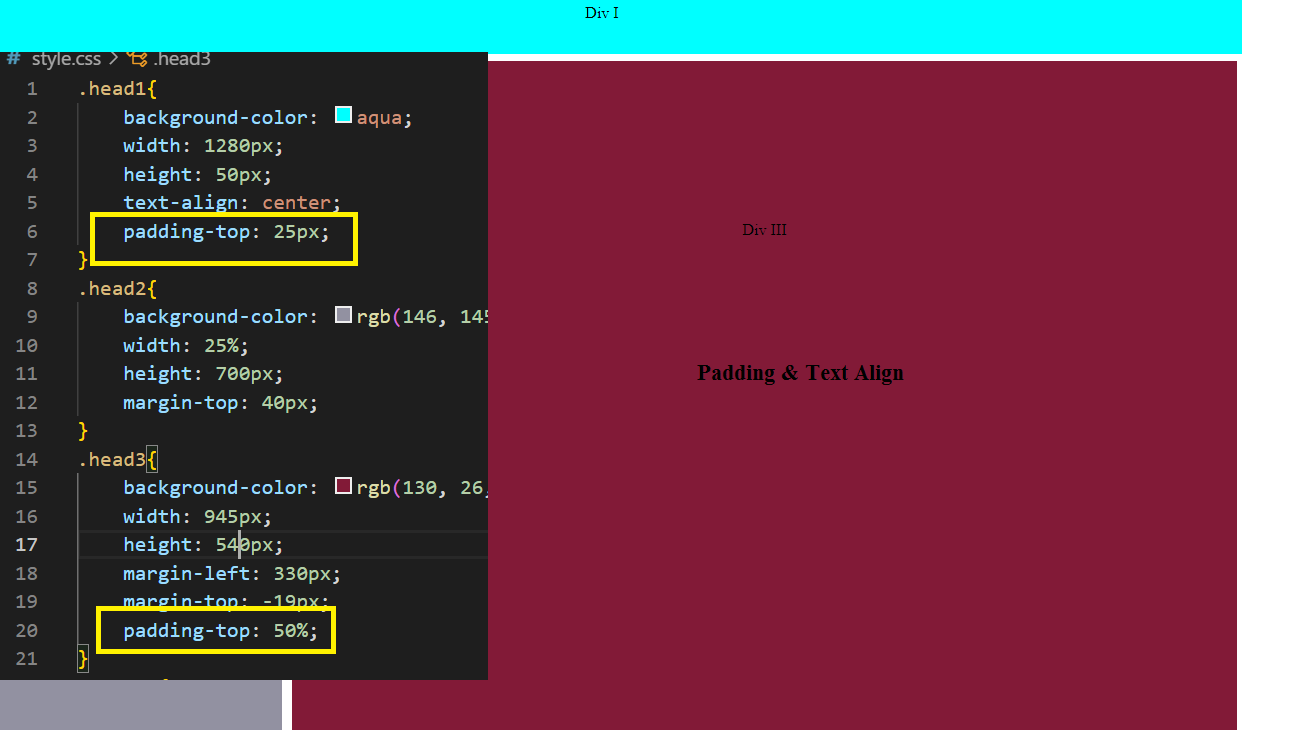 Div I
# style.css > .head3
1 .head1{
2 background-color: aqua;
3 width: 1280px;
4 height: 50px;
5 text-align: center;
6 padding-top: 25px;
7 }
8 .head2{
9 background-color: rgb(146, 145
10 width: 25%;
11 height: 700px;
12 margin-top: 40px;
13 }
14 .head3{
15 background-color: rgb(130, 26,
16 width: 945px;
17 height: 540px;
18 margin-left: 330px;
19 margin-top: -19px;
20 padding-top: 50%;
21 }
Div III
Padding & Text Align